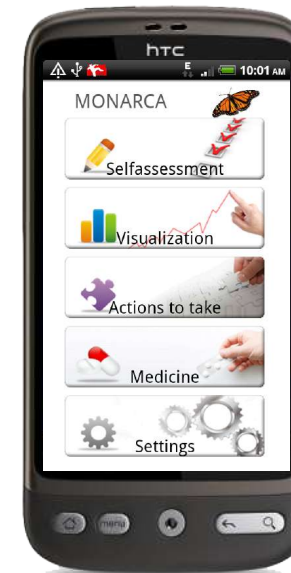 hTC
E
10:01 AM
MONARCA
Selfassessment
Visualization
Actions to take
Medicine
Settings
menu